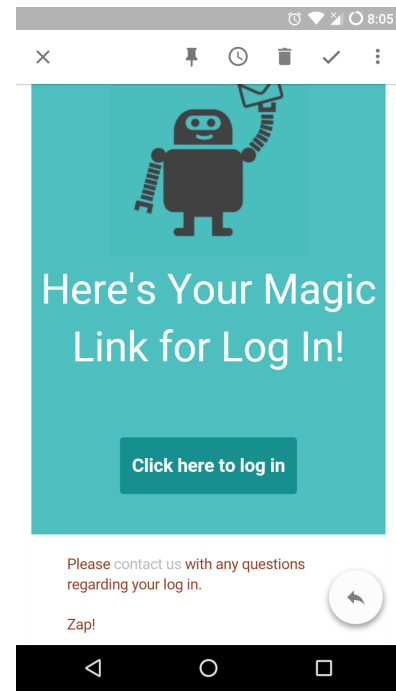 8:05
Here's Your Magic
Link for Log In!
Click here to log in
Please contact us with any questions
regarding your log in.
Zap!